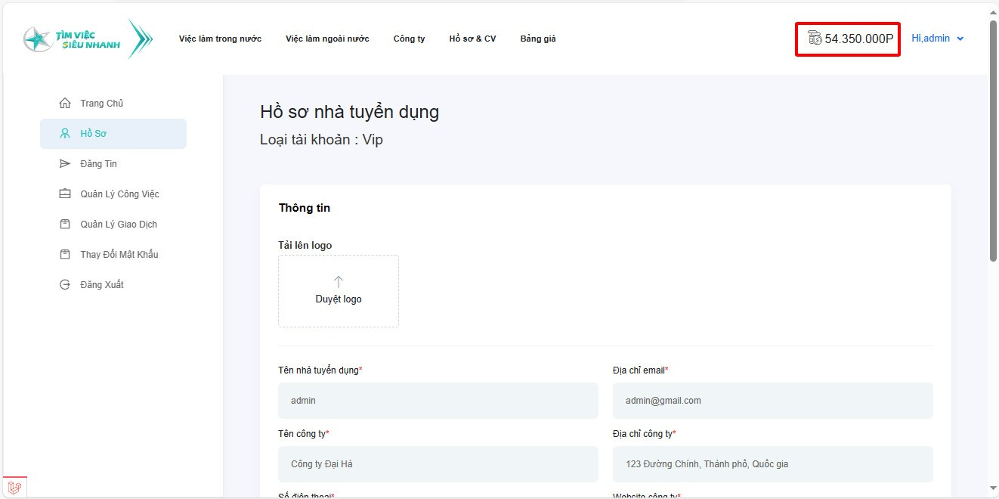 TÌM VIỆC
SIÊU NHANH
Việc làm trong nước
Việc làm ngoài nước
Công ty
Hồ sơ & CV
Bảng giá
54.350.000P
Hi,admin
Trang Chủ
Hồ Sơ
Đăng Tin
Quản Lý Công Việc
Quản Lý Giao Dịch
Thay Đổi Mật Khẩu
Đăng Xuất
Hồ sơ nhà tuyển dụng
Loại tài khoản : Vip
Thông tin
Tải lên logo
Duyệt logo
Tên nhà tuyển dụng*
Địa chỉ email*
admin
admin@gmail.com
Tên công ty*
Địa chỉ công ty*
Công ty Đại Hà
123 Đường Chính, Thành phố, Quốc gia
Số điện thoại*
Website công ty*